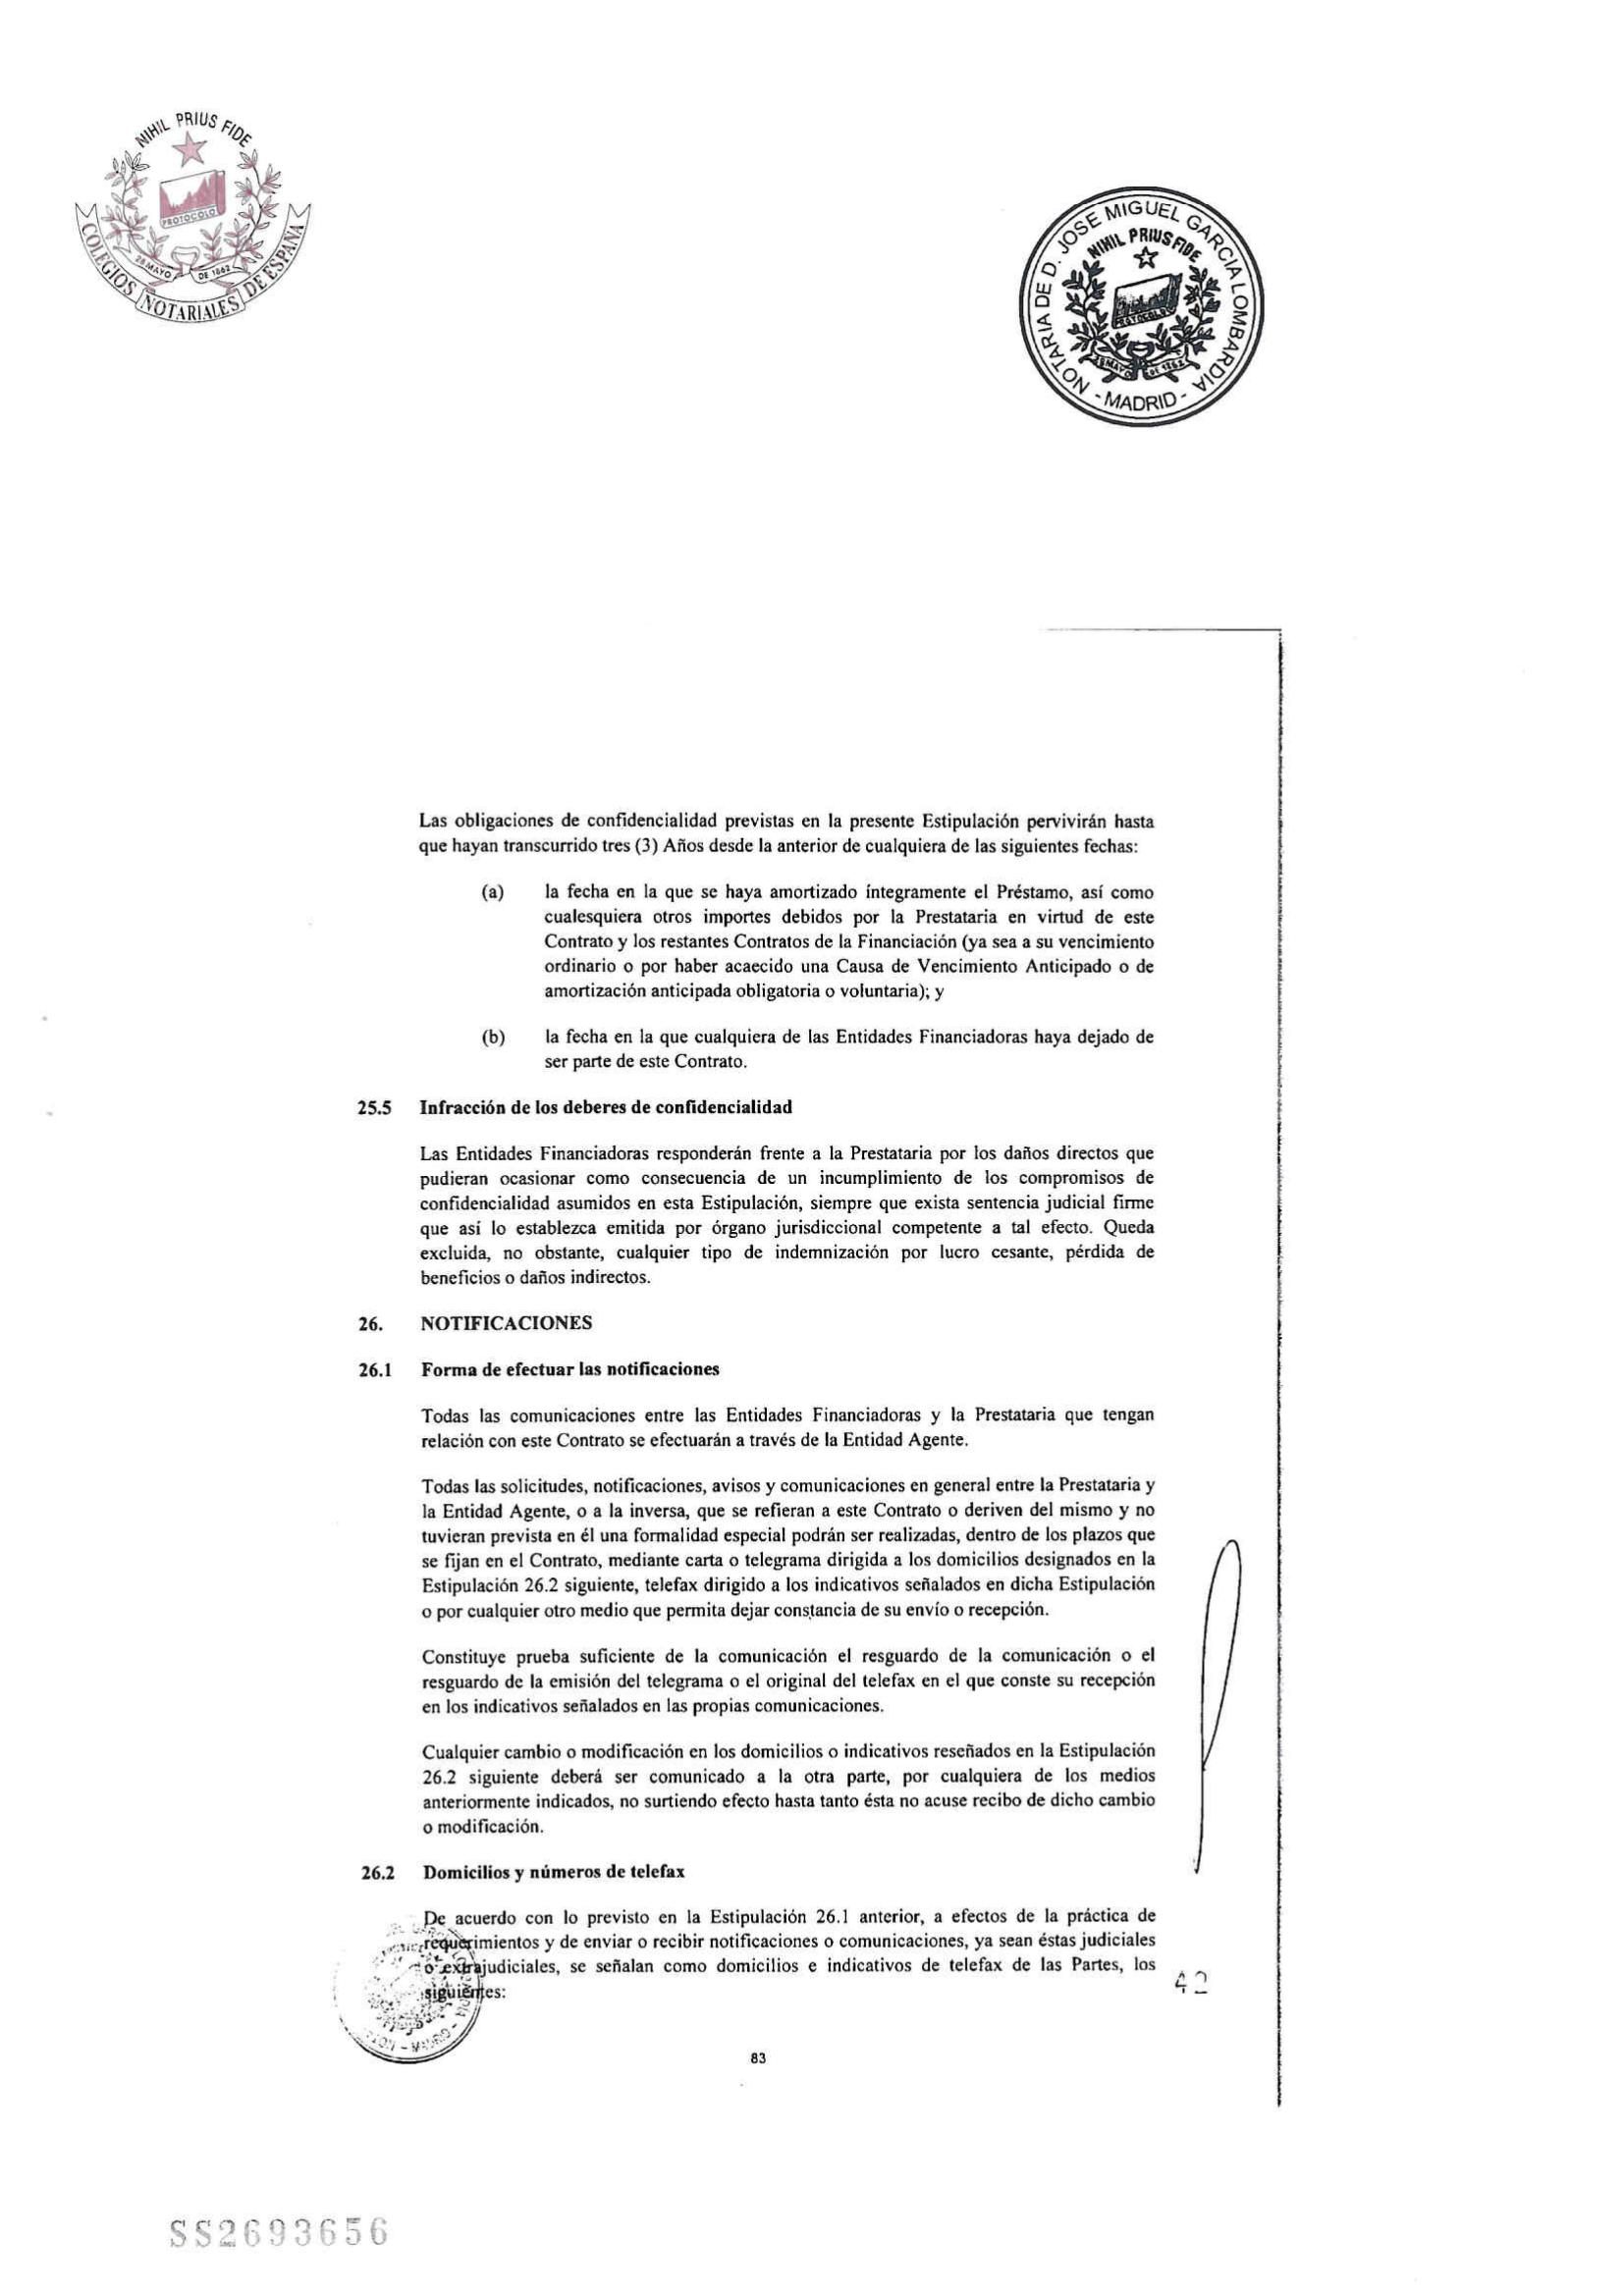 NIHIL PRIUS FIDE
PROTOCOLO
28 MAYO DE 1862
COLEGIOS NOTARIALES DE ESPAÑA
NOTARIA DE D. JOSE MIGUEL GARCIA LOMBARDIA
NIHIL PRIUS FIDE
PROTOCOLO
28 MAYO DE 1862
- MADRID -
Las obligaciones de confidencialidad previstas en la presente Estipulación pervivirán hasta
que hayan transcurrido tres (3) Años desde la anterior de cualquiera de las siguientes fechas:
(a) la fecha en la que se haya amortizado íntegramente el Préstamo, así como
cualesquiera otros importes debidos por la Prestataria en virtud de este
Contrato y los restantes Contratos de la Financiación (ya sea a su vencimiento
ordinario o por haber acaecido una Causa de Vencimiento Anticipado o de
amortización anticipada obligatoria o voluntaria); y
(b) la fecha en la que cualquiera de las Entidades Financiadoras haya dejado de
ser parte de este Contrato.
25.5 Infracción de los deberes de confidencialidad
Las Entidades Financiadoras responderán frente a la Prestataria por los daños directos que
pudieran ocasionar como consecuencia de un incumplimiento de los compromisos de
confidencialidad asumidos en esta Estipulación, siempre que exista sentencia judicial firme
que así lo establezca emitida por órgano jurisdiccional competente a tal efecto. Queda
excluida, no obstante, cualquier tipo de indemnización por lucro cesante, pérdida de
beneficios o daños indirectos.
26. NOTIFICACIONES
26.1 Forma de efectuar las notificaciones
Todas las comunicaciones entre las Entidades Financiadoras y la Prestataria que tengan
relación con este Contrato se efectuarán a través de la Entidad Agente.
Todas las solicitudes, notificaciones, avisos y comunicaciones en general entre la Prestataria y
la Entidad Agente, o a la inversa, que se refieran a este Contrato o deriven del mismo y no
tuvieran prevista en él una formalidad especial podrán ser realizadas, dentro de los plazos que
se fijan en el Contrato, mediante carta o telegrama dirigida a los domicilios designados en la
Estipulación 26.2 siguiente, telefax dirigido a los indicativos señalados en dicha Estipulación
o por cualquier otro medio que permita dejar constancia de su envío o recepción.
Constituye prueba suficiente de la comunicación el resguardo de la comunicación o el
resguardo de la emisión del telegrama o el original del telefax en el que conste su recepción
en los indicativos señalados en las propias comunicaciones.
Cualquier cambio o modificación en los domicilios o indicativos reseñados en la Estipulación
26.2 siguiente deberá ser comunicado a la otra parte, por cualquiera de los medios
anteriormente indicados, no surtiendo efecto hasta tanto ésta no acuse recibo de dicho cambio
o modificación.
26.2 Domicilios y números de telefax
De acuerdo con lo previsto en la Estipulación 26.1 anterior, a efectos de la práctica de
requerimientos y de enviar o recibir notificaciones o comunicaciones, ya sean éstas judiciales
o extrajudiciales, se señalan como domicilios e indicativos de telefax de las Partes, los
siguientes:
42
83
SS2693656